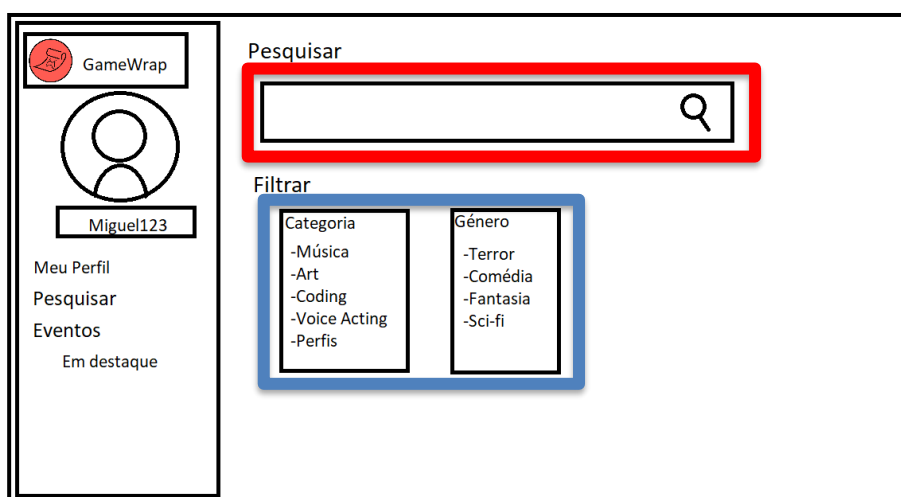 GameWrap
Miguel123
Meu Perfil
Pesquisar
Eventos
Em destaque
Pesquisar
Filtrar
Categoria
-Música
-Art
-Coding
-Voice Acting
-Perfis
Género
-Terror
-Comédia
-Fantasia
-Sci-fi